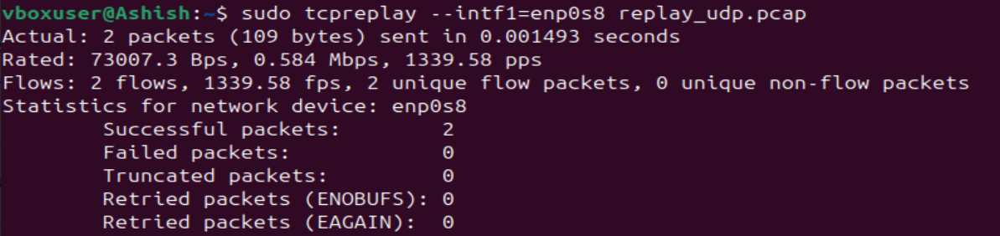 vboxuser@Ashish:~$ sudo tcpreplay --intf1=enp0s8 replay_udp.pcap
Actual: 2 packets (109 bytes) sent in 0.001493 seconds
Rated: 73007.3 Bps, 0.584 Mbps, 1339.58 pps
Flows: 2 flows, 1339.58 fps, 2 unique flow packets, 0 unique non-flow packets
Statistics for network device: enp0s8
        Successful packets:        2
        Failed packets:            0
        Truncated packets:         0
        Retried packets (ENOBUFS): 0
        Retried packets (EAGAIN):  0